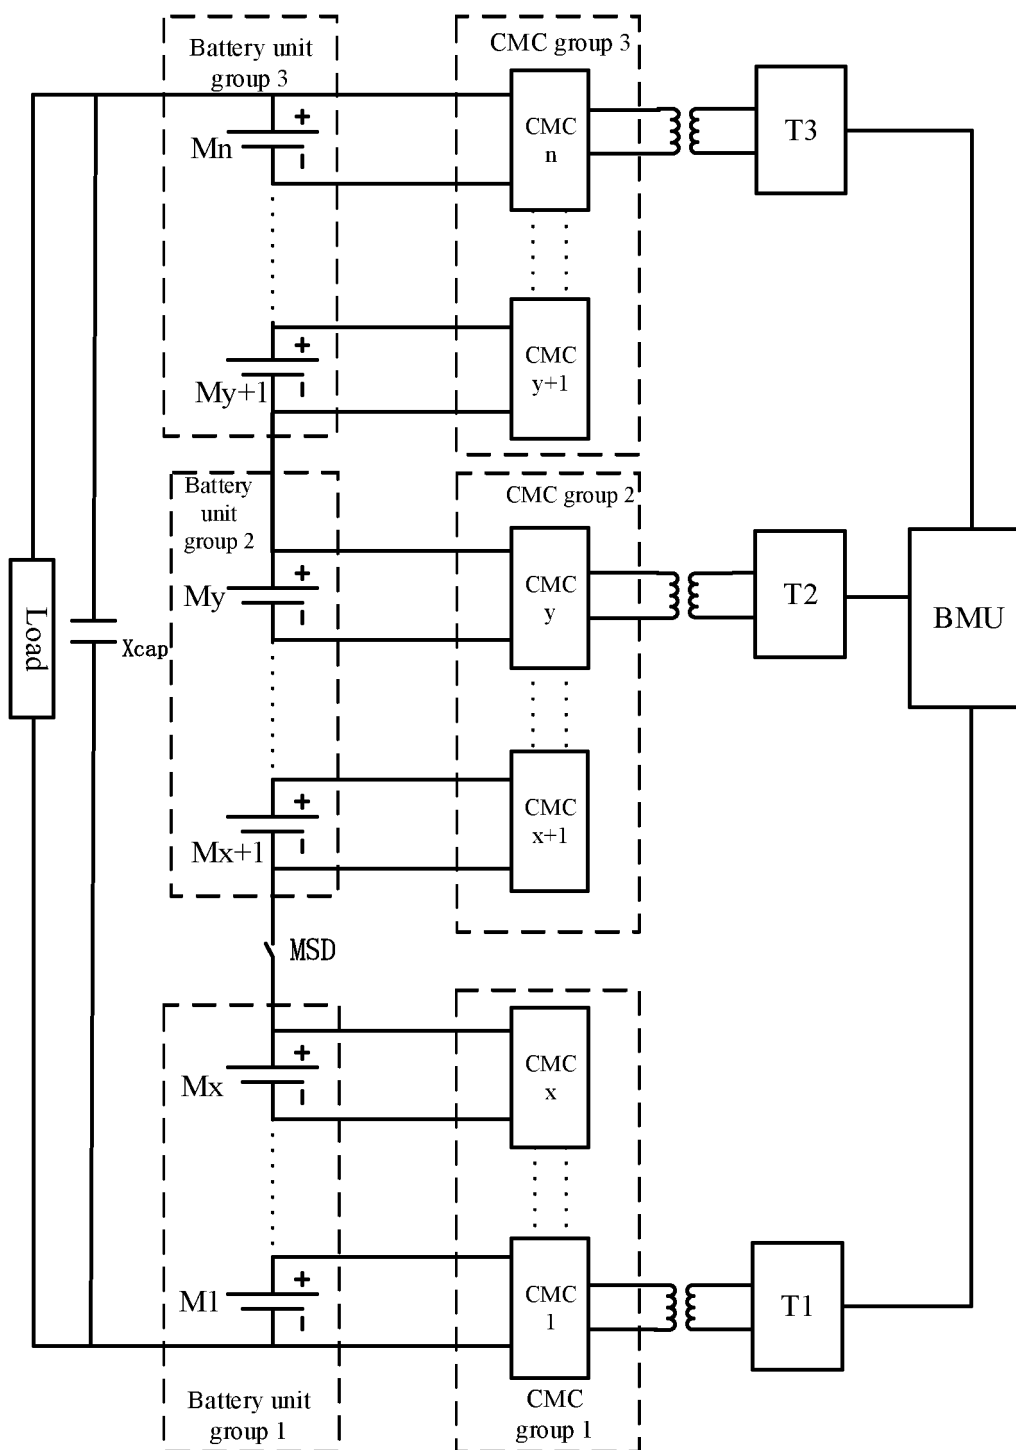 Battery unit
group 3
CMC group 3
+
Mn
CMC
n
T3
+
My+1
CMC
y+1
Battery
unit
group 2
CMC group 2
+
My
CMC
y
T2
BMU
Load
Xcap
+
Mx+1
CMC
x+1
MSD
+
Mx
CMC
x
+
M1
CMC
1
T1
Battery unit
group 1
CMC
group 1